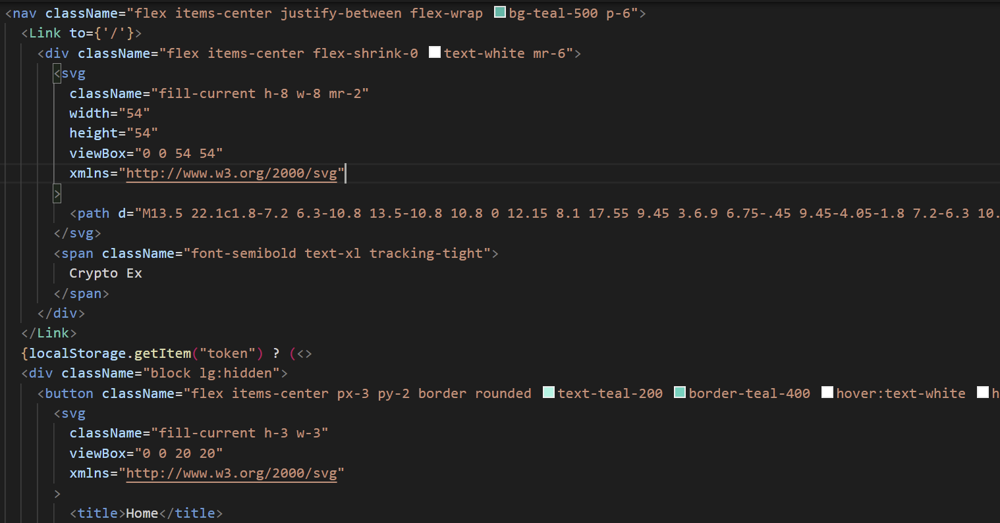 <nav className="flex items-center justify-between flex-wrap bg-teal-500 p-6">
<Link to={'/'}>
<div className="flex items-center flex-shrink-0 text-white mr-6">
<svg
className="fill-current h-8 w-8 mr-2"
width="54"
height="54"
viewBox="0 0 54 54"
xmlns="http://www.w3.org/2000/svg"
>
<path d="M13.5 22.1c1.8-7.2 6.3-10.8 13.5-10.8 10.8 0 12.15 8.1 17.55 9.45 3.6.9 6.75-.45 9.45-4.05-1.8 7.2-6.3 10.
</svg>
<span className="font-semibold text-xl tracking-tight">
Crypto Ex
</span>
</div>
</Link>
{localStorage.getItem("token") ? (<>
<div className="block lg:hidden">
<button className="flex items-center px-3 py-2 border rounded text-teal-200 border-teal-400 hover:text-white h
<svg
className="fill-current h-3 w-3"
viewBox="0 0 20 20"
xmlns="http://www.w3.org/2000/svg"
>
<title>Home</title>